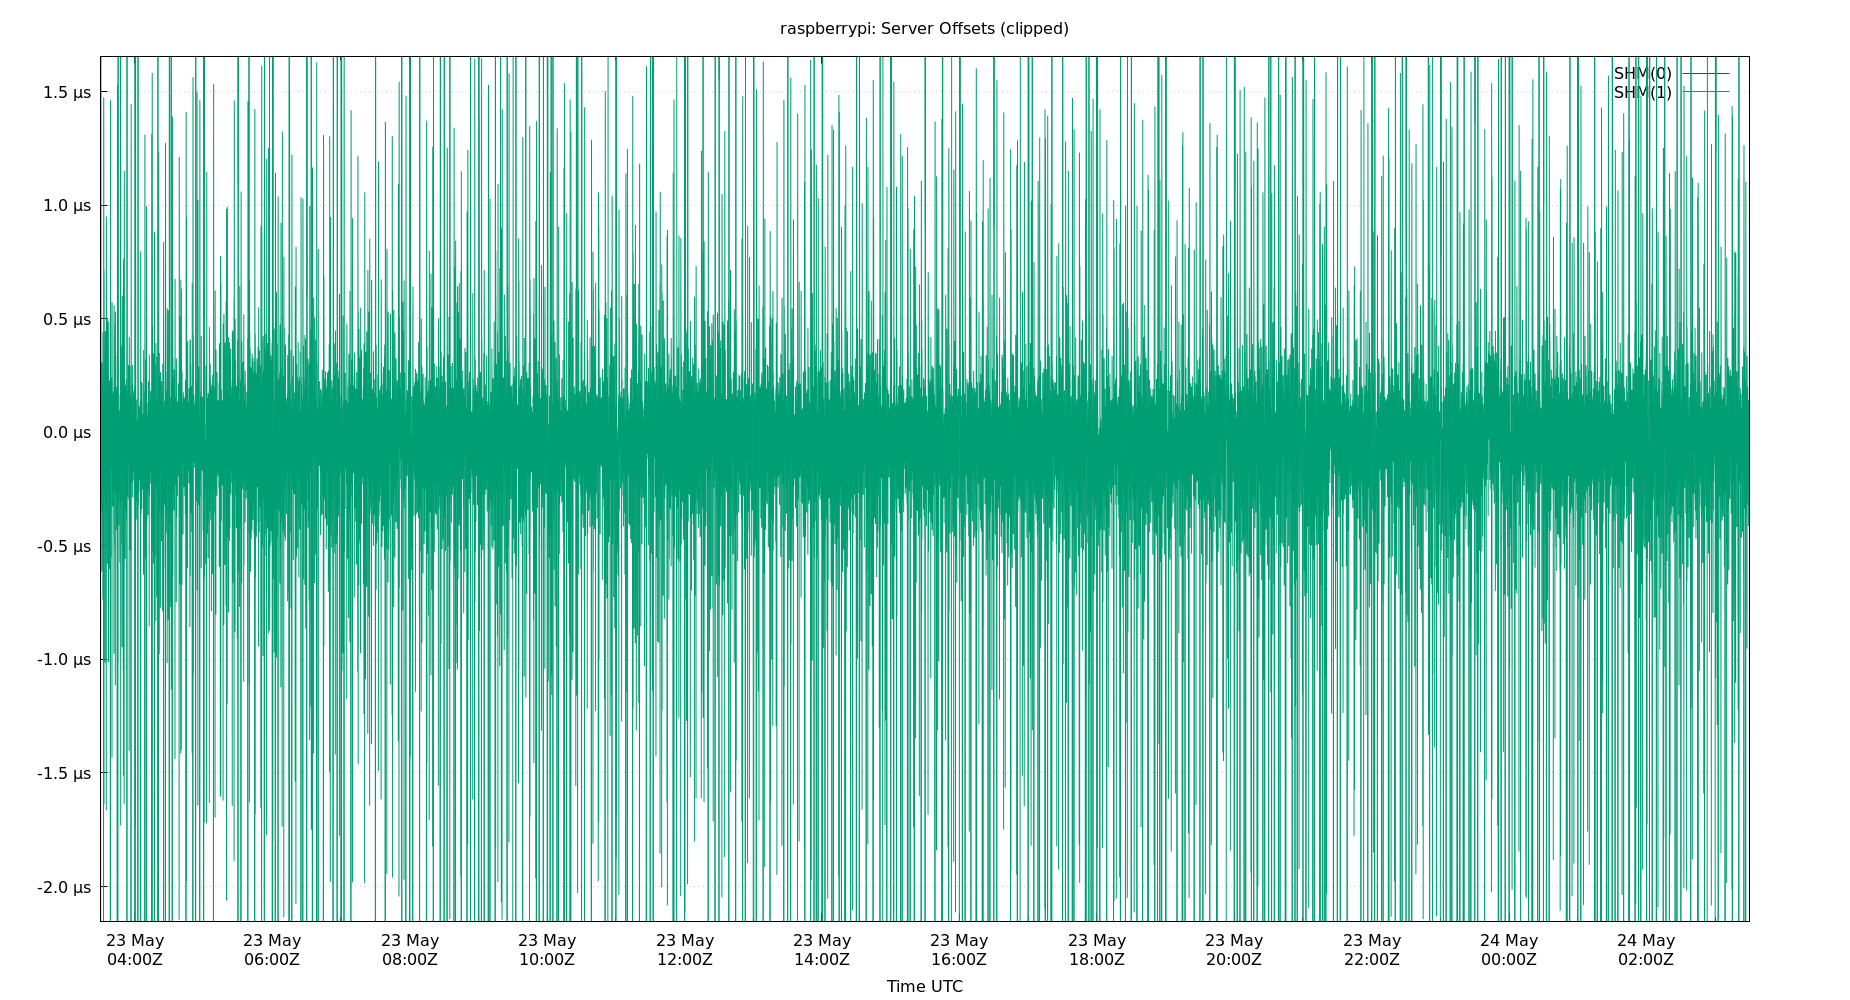 raspberrypi: Server Offsets (clipped)
SHM(0)
SHM(1)
1.5 µs
1.0 µs
0.5 µs
0.0 µs
-0.5 µs
-1.0 µs
-1.5 µs
-2.0 µs
23 May 23 May 23 May 23 May 23 May 23 May 23 May 23 May 23 May 23 May 24 May 24 May
04:00Z 06:00Z 08:00Z 10:00Z 12:00Z 14:00Z 16:00Z 18:00Z 20:00Z 22:00Z 00:00Z 02:00Z
Time UTC